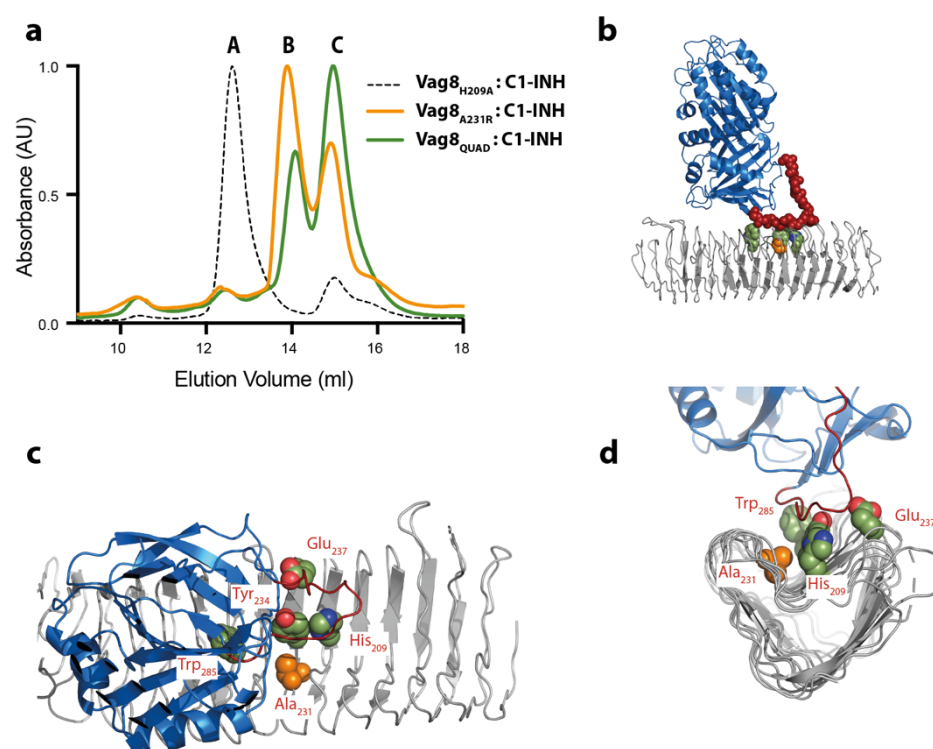 a
A B C
1.0
0.5
0.0
Absorbance (AU)
10 12 14 16 18
Elution Volume (ml)
Vag8H209A : C1-INH
Vag8A231R : C1-INH
Vag8QUAD : C1-INH
b
c
Glu237
Tyr234
His209
Trp285
Ala231
d
Trp285
Glu237
Ala231
His209